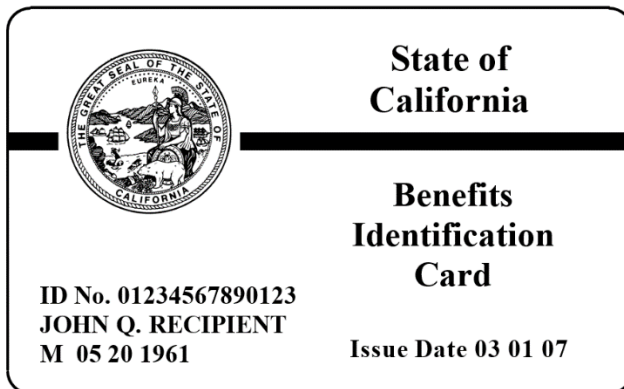 THE GREAT SEAL OF THE STATE OF CALIFORNIA
EUREKA
State of
California
Benefits
Identification
Card
ID No. 01234567890123
JOHN Q. RECIPIENT
M 05 20 1961
Issue Date 03 01 07